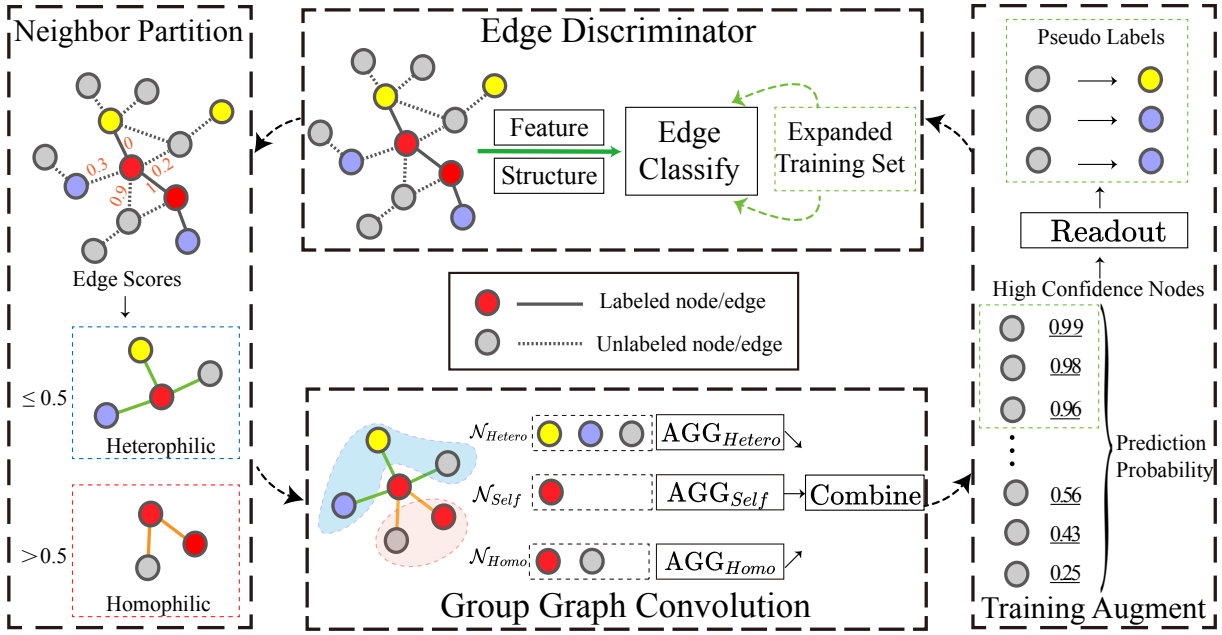 Neighbor Partition
0
0.3
0.2
1
0.9
Edge Scores
↓
≤ 0.5
Heterophilic
> 0.5
Homophilic
Edge Discriminator
Feature
Structure
Edge
Classify
Expanded
Training Set
Labeled node/edge
Unlabeled node/edge
𝒩Hetero
AGGHetero
𝒩Self
AGGSelf
Combine
𝒩Homo
AGGHomo
Group Graph Convolution
Pseudo Labels
Readout
High Confidence Nodes
0.99
0.98
0.96
0.56
0.43
0.25
Prediction
Probability
Training Augment